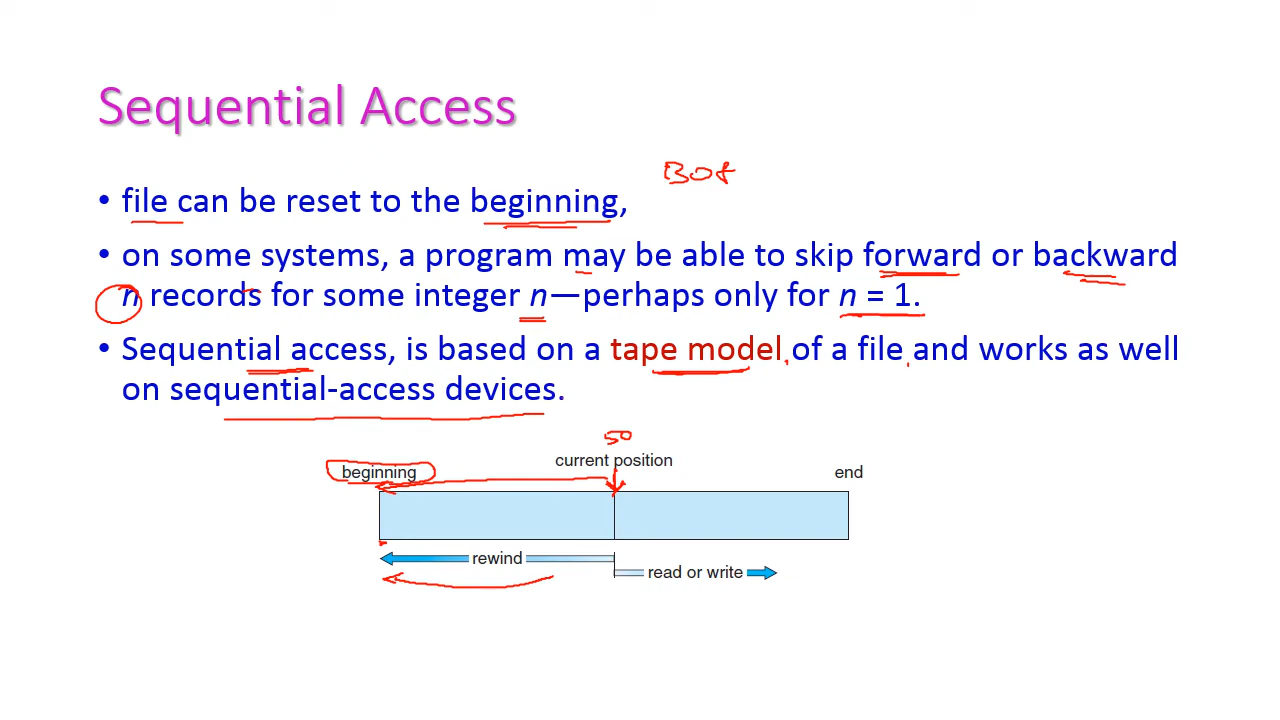 Sequential Access
Bof
• file can be reset to the beginning,
• on some systems, a program may be able to skip forward or backward
n records for some integer n—perhaps only for n = 1.
• Sequential access, is based on a tape model of a file and works as well
on sequential-access devices.
50
beginning current position end
rewind
read or write